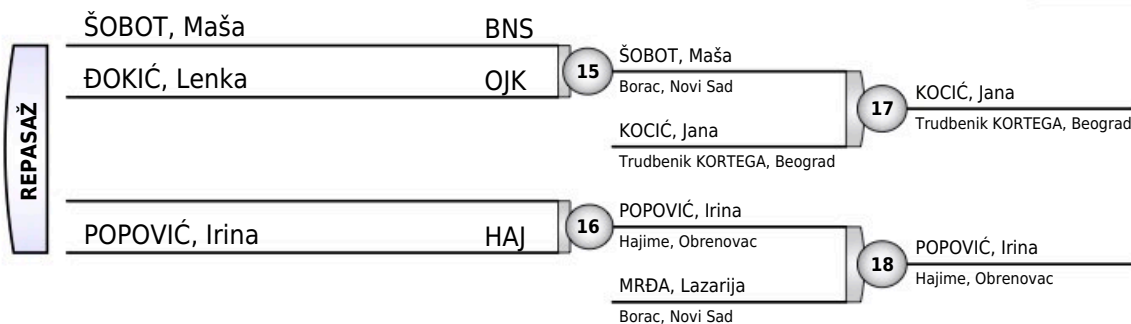 REPASAŽ
ŠOBOT, Maša BNS
ĐOKIĆ, Lenka OJK
15
ŠOBOT, Maša
Borac, Novi Sad
KOCIĆ, Jana
Trudbenik KORTEGA, Beograd
17
KOCIĆ, Jana
Trudbenik KORTEGA, Beograd
POPOVIĆ, Irina HAJ
16
POPOVIĆ, Irina
Hajime, Obrenovac
MRĐA, Lazarija
Borac, Novi Sad
18
POPOVIĆ, Irina
Hajime, Obrenovac